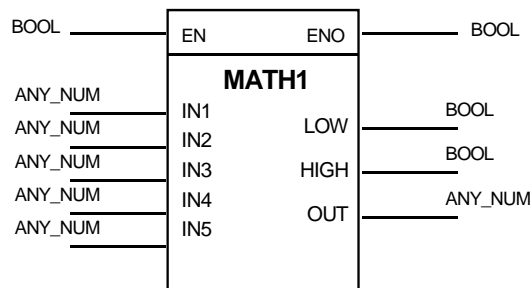 BOOL EN ENO BOOL
MATH1
ANY_NUM IN1
ANY_NUM IN2 LOW BOOL
ANY_NUM IN3 HIGH BOOL
ANY_NUM IN4 OUT ANY_NUM
ANY_NUM IN5